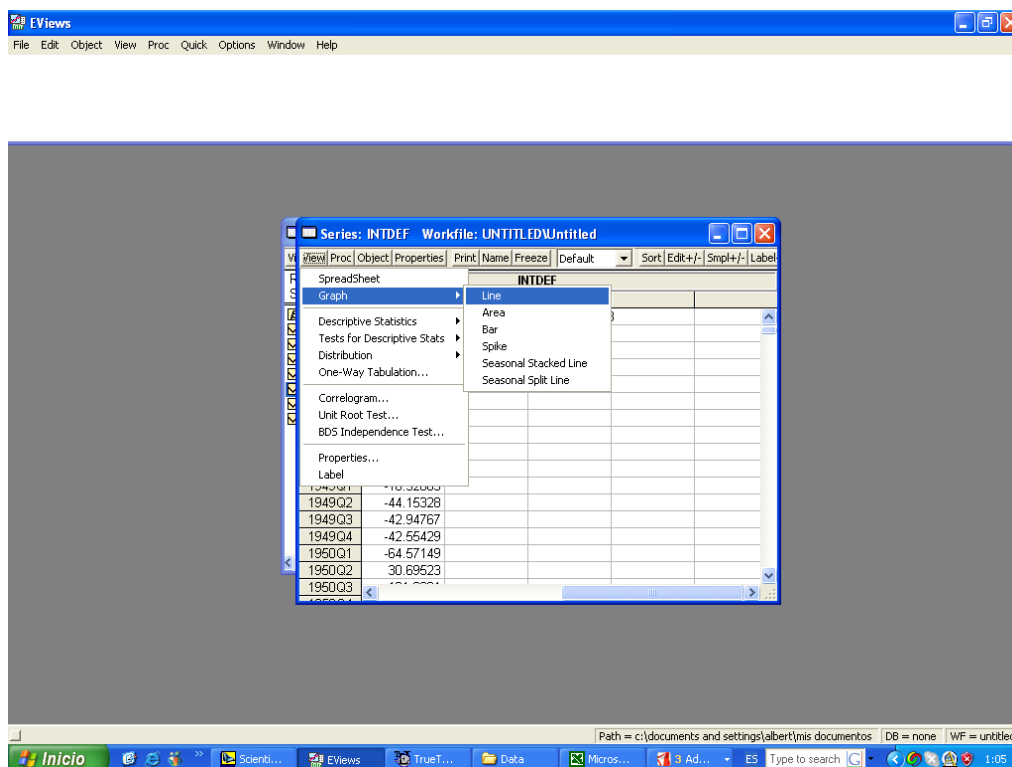 EViews
File Edit Object View Proc Quick Options Window Help
Series: INTDEF Workfile: UNTITLED\Untitled
View Proc Object Properties Print Name Freeze Default Sort Edit+/- Smpl+/- Label
INTDEF
SpreadSheet
Graph
Descriptive Statistics
Tests for Descriptive Stats
Distribution
One-Way Tabulation...
Correlogram...
Unit Root Test...
BDS Independence Test...
Properties...
Label
Line
Area
Bar
Spike
Seasonal Stacked Line
Seasonal Split Line
1949Q2 -44.15328
1949Q3 -42.94767
1949Q4 -42.55429
1950Q1 -64.57149
1950Q2 30.69523
1950Q3
Path = c:\documents and settings\albert\mis documentos DB = none WF = untitled
Inicio Scienti... EViews TrueT... Data Micros... 3 Ad... ES Type to search G 1:05